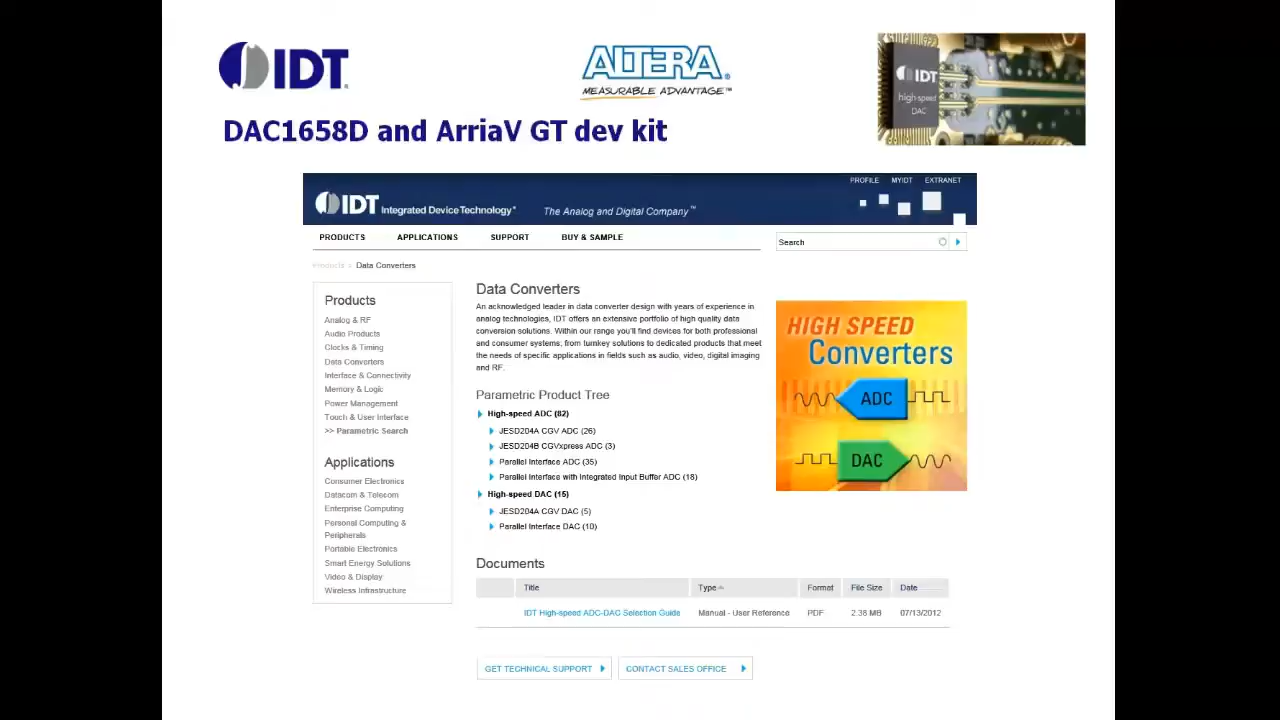 IDT
ALTERA
MEASURABLE ADVANTAGE™
IDT
high-speed
DAC
DAC1658D and ArriaV GT dev kit
PROFILE MYIDT EXTRANET
IDT Integrated Device Technology The Analog and Digital Company™
PRODUCTS APPLICATIONS SUPPORT BUY & SAMPLE
Search
Products > Data Converters
Products
Analog & RF
Audio Products
Clocks & Timing
Data Converters
Interface & Connectivity
Memory & Logic
Power Management
Touch & User Interface
>> Parametric Search
Applications
Consumer Electronics
Datacom & Telecom
Enterprise Computing
Personal Computing &
Peripherals
Portable Electronics
Smart Energy Solutions
Video & Display
Wireless Infrastructure
Data Converters
An acknowledged leader in data converter design with years of experience in
analog technologies, IDT offers an extensive portfolio of high quality data
conversion solutions. Within our range you'll find devices for both professional
and consumer systems; from turnkey solutions to dedicated products that meet
the needs of specific applications in fields such as audio, video, digital imaging
and RF.
Parametric Product Tree
High-speed ADC (82)
JESD204A CGV ADC (26)
JESD204B CGVxpress ADC (3)
Parallel Interface ADC (35)
Parallel Interface with Integrated Input Buffer ADC (18)
High-speed DAC (15)
JESD204A CGV DAC (5)
Parallel Interface DAC (10)
HIGH SPEED
Converters
ADC
DAC
Documents
Title Type Format File Size Date
IDT High-speed ADC-DAC Selection Guide Manual - User Reference PDF 2.38 MB 07/13/2012
GET TECHNICAL SUPPORT CONTACT SALES OFFICE